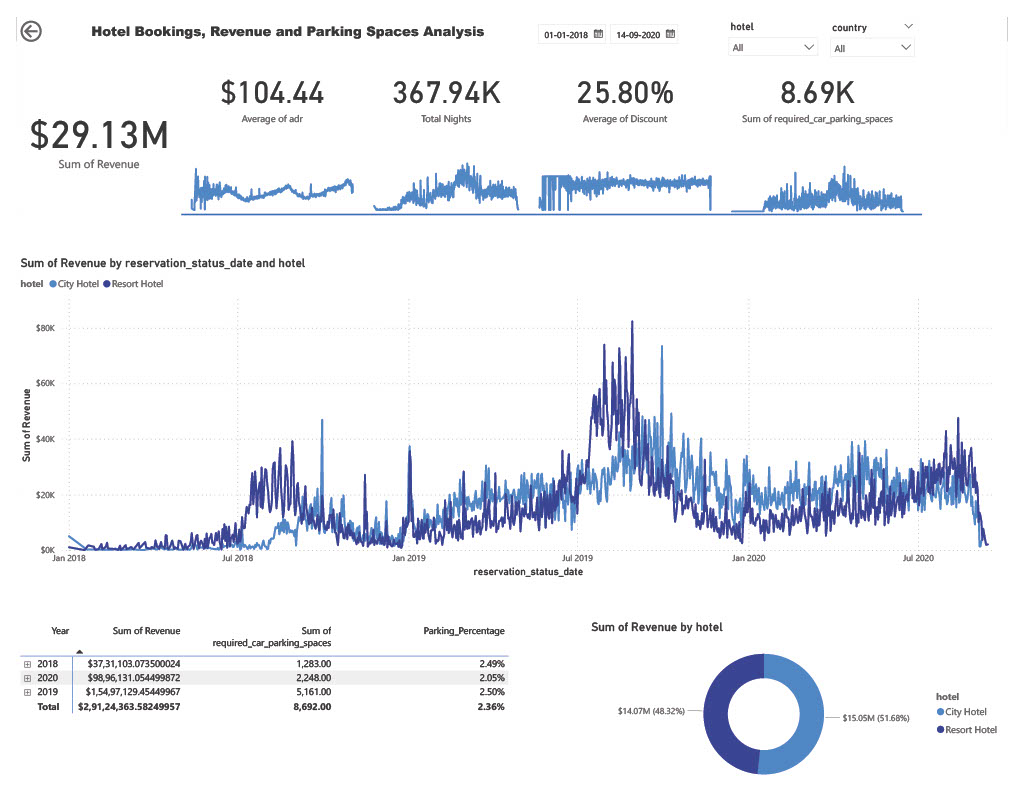 Hotel Bookings, Revenue and Parking Spaces Analysis
01-01-2018
14-09-2020
hotel
All
country
All
$29.13M
Sum of Revenue
$104.44
Average of adr
367.94K
Total Nights
25.80%
Average of Discount
8.69K
Sum of required_car_parking_spaces
Sum of Revenue by reservation_status_date and hotel
hotel City Hotel Resort Hotel
Sum of Revenue
$80K
$60K
$40K
$20K
$0K
Jan 2018 Jul 2018 Jan 2019 Jul 2019 Jan 2020 Jul 2020
reservation_status_date
Year Sum of Revenue Sum of required_car_parking_spaces Parking_Percentage
2018 $37,31,103.073500024 1,283.00 2.49%
2020 $98,96,131.054499872 2,248.00 2.05%
2019 $1,54,97,129.45449967 5,161.00 2.50%
Total $2,91,24,363.58249957 8,692.00 2.36%
Sum of Revenue by hotel
$14.07M (48.32%)
$15.05M (51.68%)
hotel
City Hotel
Resort Hotel